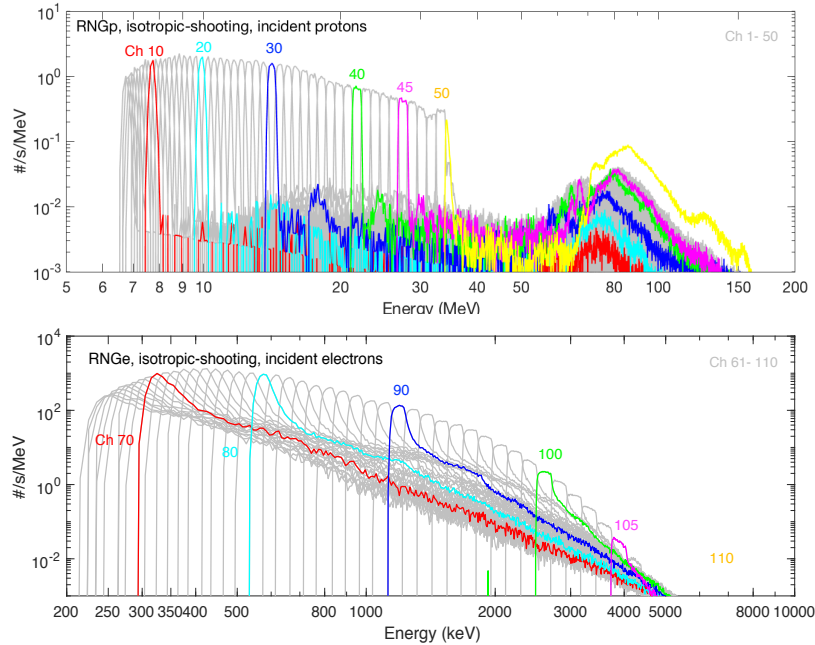 RNGp, isotropic-shooting, incident protons
Ch 1- 50
Ch 10
20
30
40
45
50
#/s/MeV
10^1
10^0
10^-1
10^-2
10^-3
5 6 7 8 9 10 20 30 40 50 60 80 100 150 200
Energy (MeV)
RNGe, isotropic-shooting, incident electrons
Ch 61- 110
Ch 70
80
90
100
105
110
#/s/MeV
10^4
10^2
10^0
10^-2
200 250 300 350 400 500 600 800 1000 2000 3000 4000 5000 6000 8000 10000
Energy (keV)